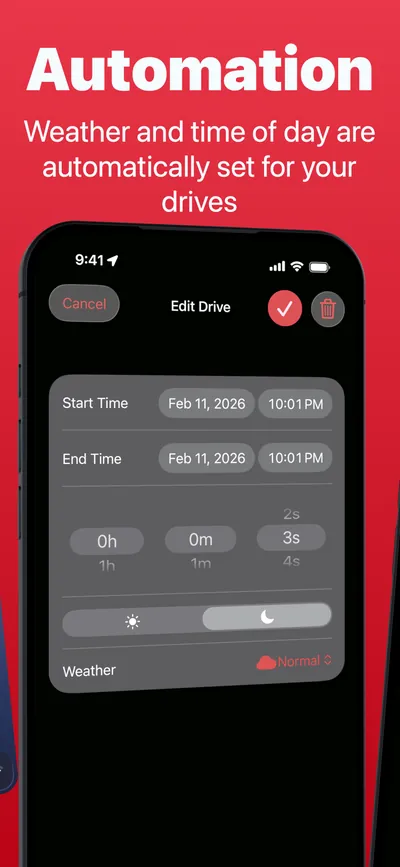 Automation
Weather and time of day are
automatically set for your
drives
9:41
Cancel Edit Drive
Start Time Feb 11, 2026 10:01 PM
End Time Feb 11, 2026 10:01 PM
2s
0h 0m 3s
1h 1m 4s
Weather Normal